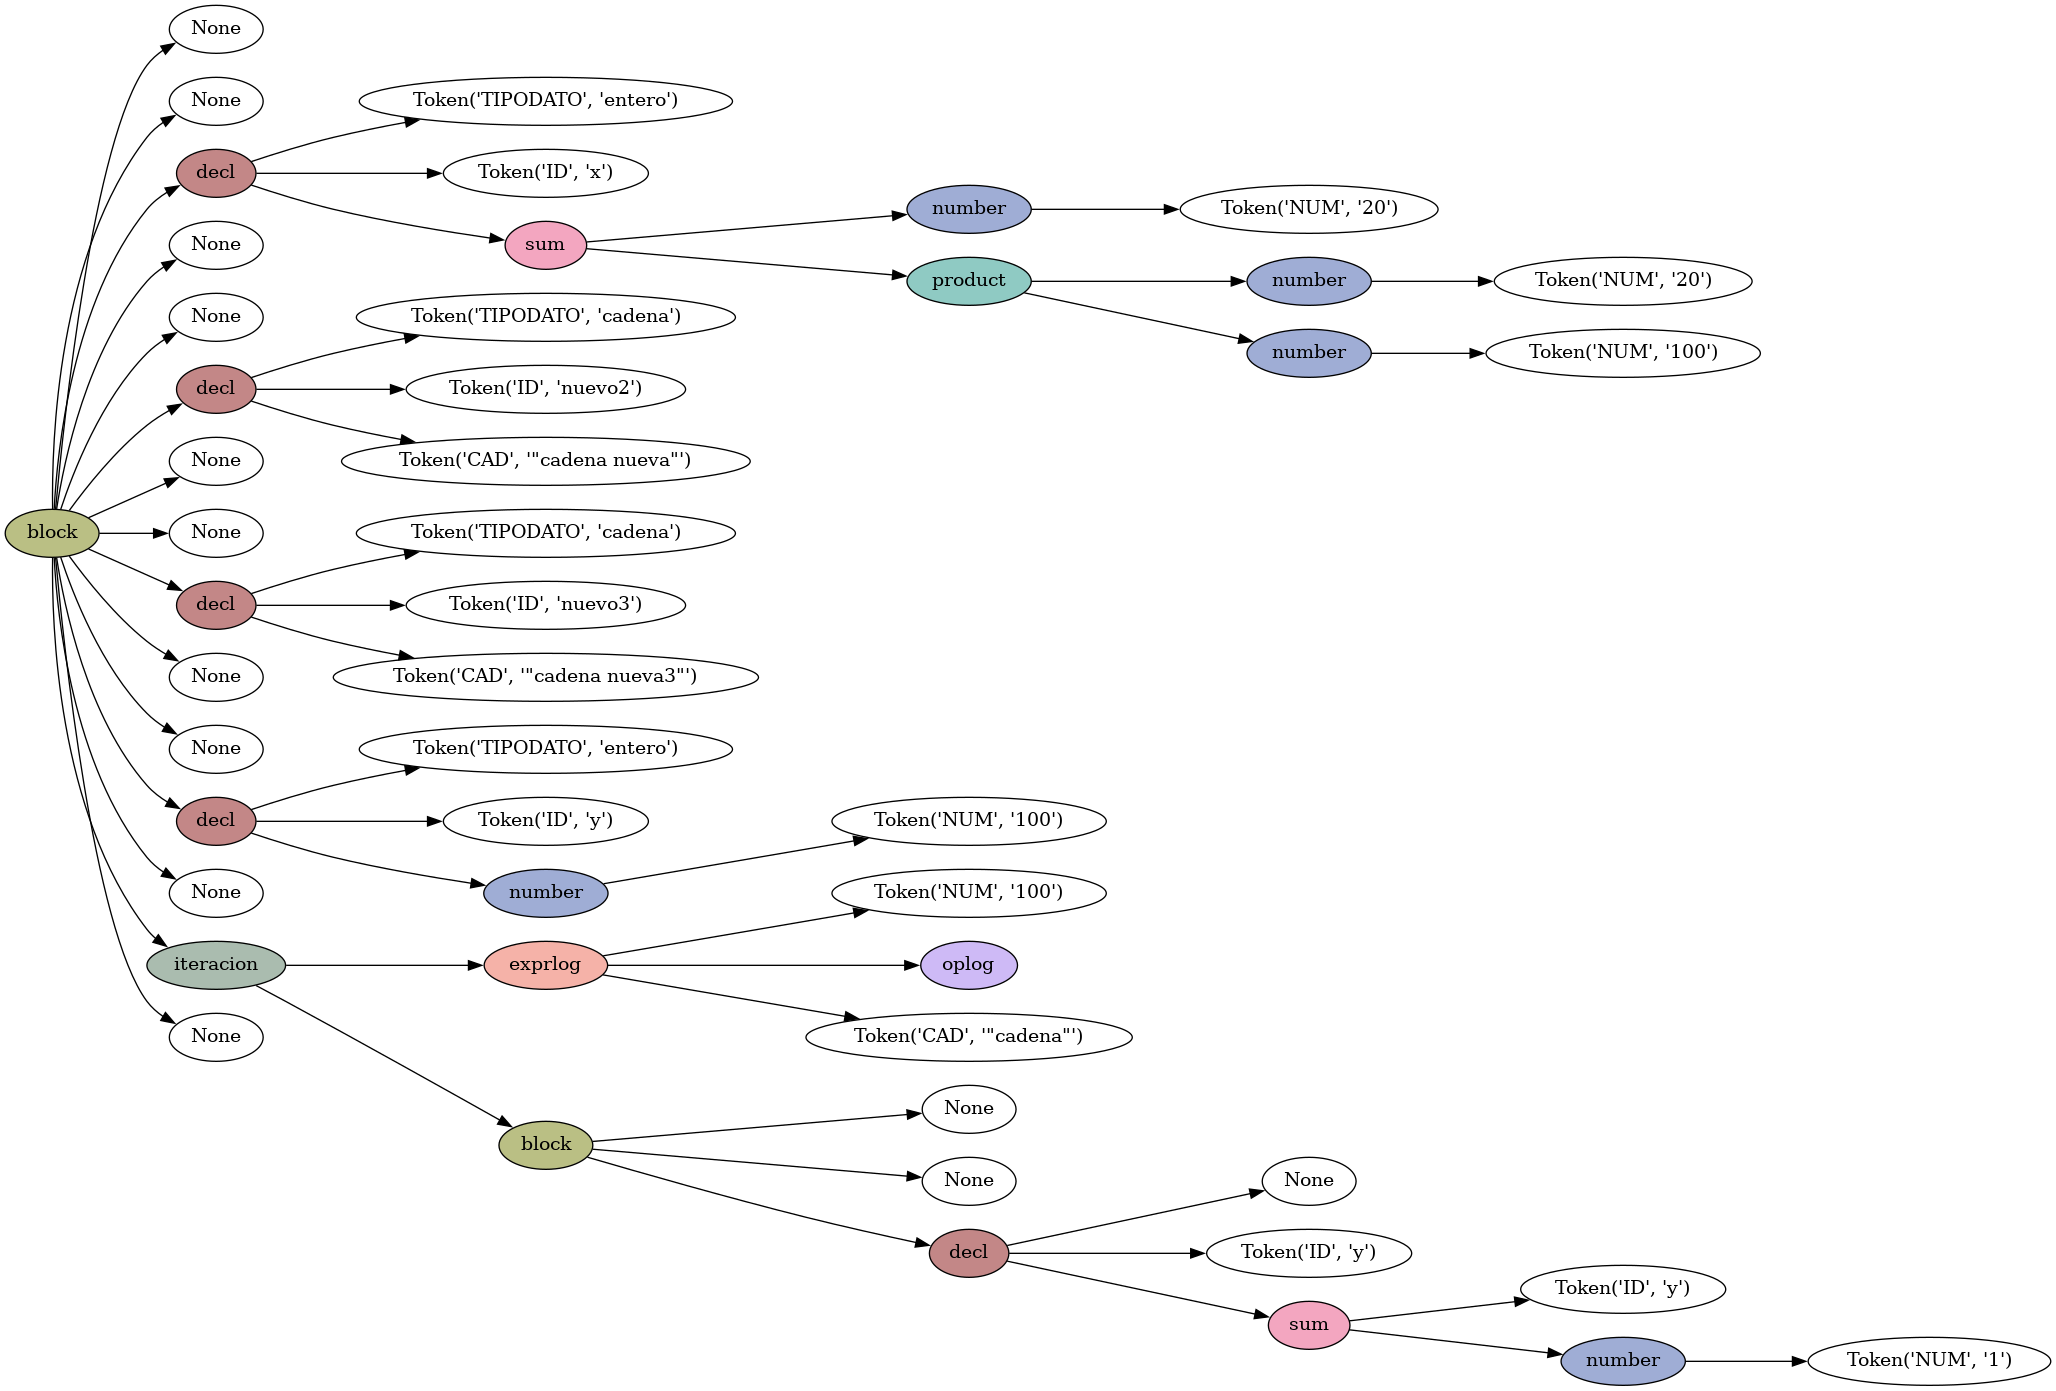 None
None
Token('TIPODATO', 'entero')
decl
Token('ID', 'x')
number
Token('NUM', '20')
None
sum
product
number
Token('NUM', '20')
None
Token('TIPODATO', 'cadena')
number
Token('NUM', '100')
decl
Token('ID', 'nuevo2')
None
Token('CAD', '"cadena nueva"')
block
None
Token('TIPODATO', 'cadena')
decl
Token('ID', 'nuevo3')
None
Token('CAD', '"cadena nueva3"')
None
Token('TIPODATO', 'entero')
decl
Token('ID', 'y')
Token('NUM', '100')
None
number
Token('NUM', '100')
iteracion
exprlog
oplog
None
Token('CAD', '"cadena"')
None
block
None
None
decl
Token('ID', 'y')
Token('ID', 'y')
sum
number
Token('NUM', '1')